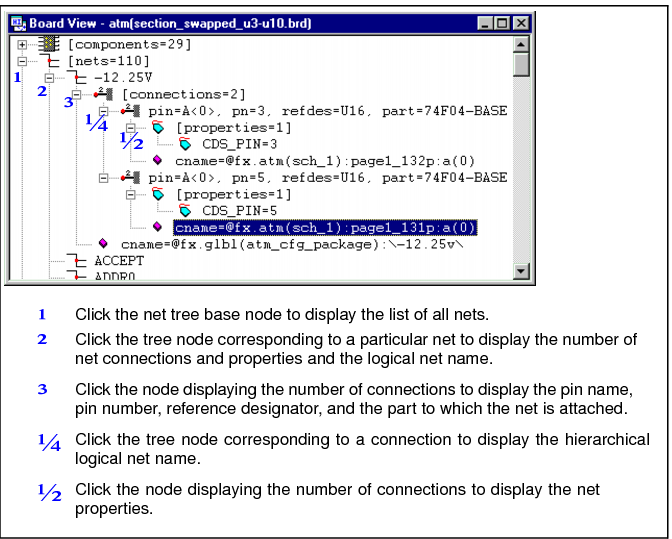 Board View - atm(section_swapped_u3-u10.brd)
[components=29]
[nets=110]
1 -12.25V
2 [connections=2]
3 pin=A<0>, pn=3, refdes=U16, part=74F04-BASE
1/4 [properties=1]
1/2 CDS_PIN=3
cname=@fx.atm(sch_1):page1_132p:a(0)
pin=A<0>, pn=5, refdes=U16, part=74F04-BASE
[properties=1]
CDS_PIN=5
cname=@fx.atm(sch_1):page1_131p:a(0)
cname=@fx.glbl(atm_cfg_package):\-12.25v\
ACCEPT
ADDR0
1 Click the net tree base node to display the list of all nets.
2 Click the tree node corresponding to a particular net to display the number of
net connections and properties and the logical net name.
3 Click the node displaying the number of connections to display the pin name,
pin number, reference designator, and the part to which the net is attached.
1/4 Click the tree node corresponding to a connection to display the hierarchical
logical net name.
1/2 Click the node displaying the number of connections to display the net
properties.